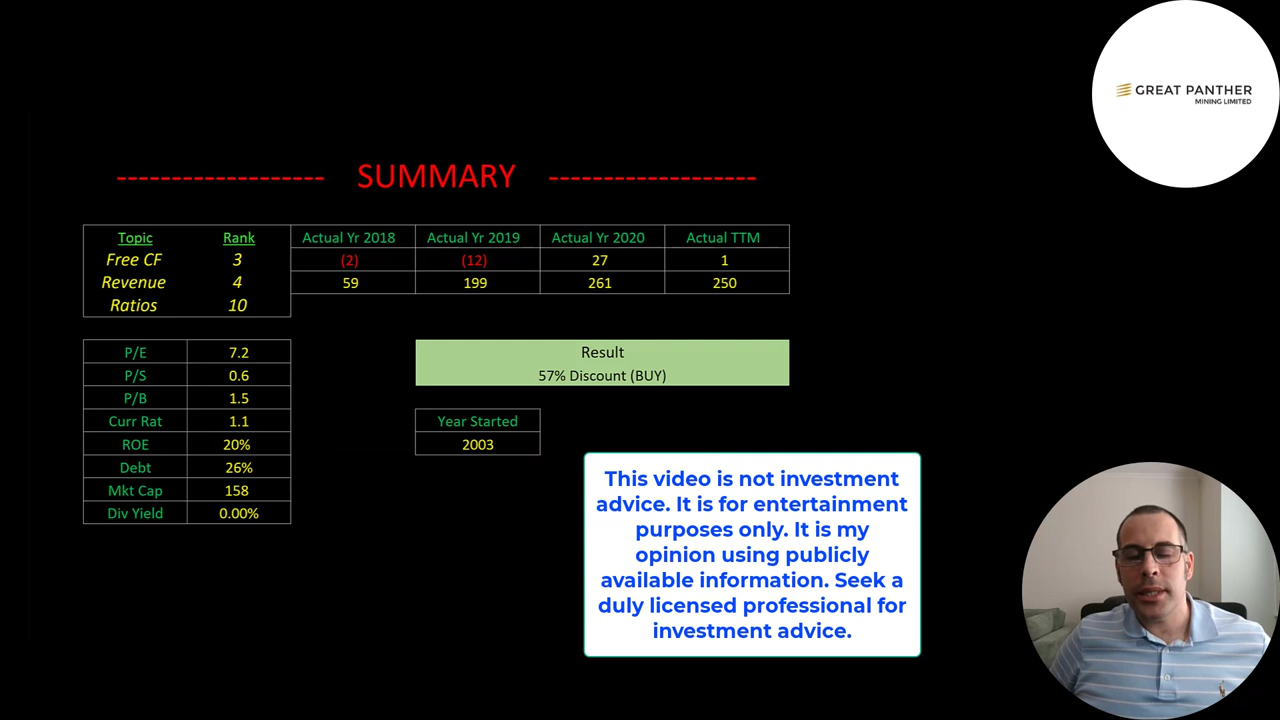 GREAT PANTHER
MINING LIMITED
------------------- SUMMARY -------------------
Topic Rank Actual Yr 2018 Actual Yr 2019 Actual Yr 2020 Actual TTM
Free CF 3 (2) (12) 27 1
Revenue 4 59 199 261 250
Ratios 10
P/E 7.2
P/S 0.6
P/B 1.5
Curr Rat 1.1
ROE 20%
Debt 26%
Mkt Cap 158
Div Yield 0.00%
Result
57% Discount (BUY)
Year Started
2003
This video is not investment
advice. It is for entertainment
purposes only. It is my
opinion using publicly
available information. Seek a
duly licensed professional for
investment advice.